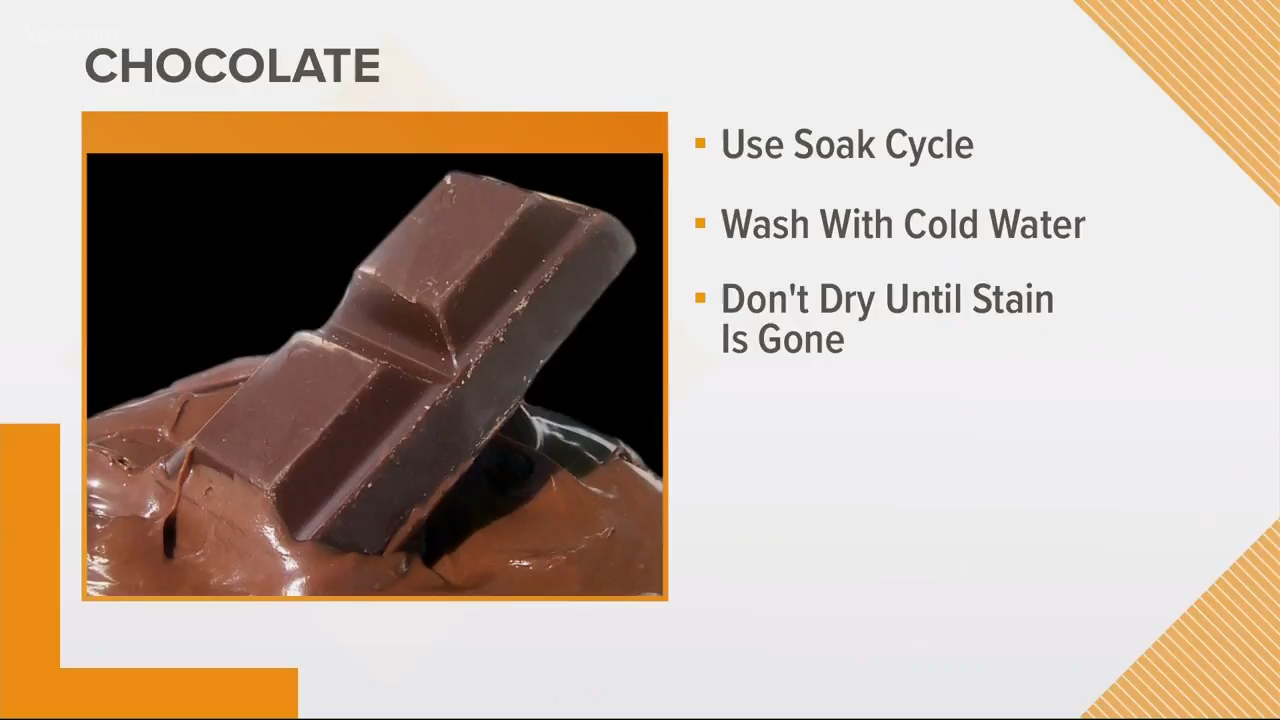 CHOCOLATE
Use Soak Cycle
Wash With Cold Water
Don't Dry Until Stain
Is Gone